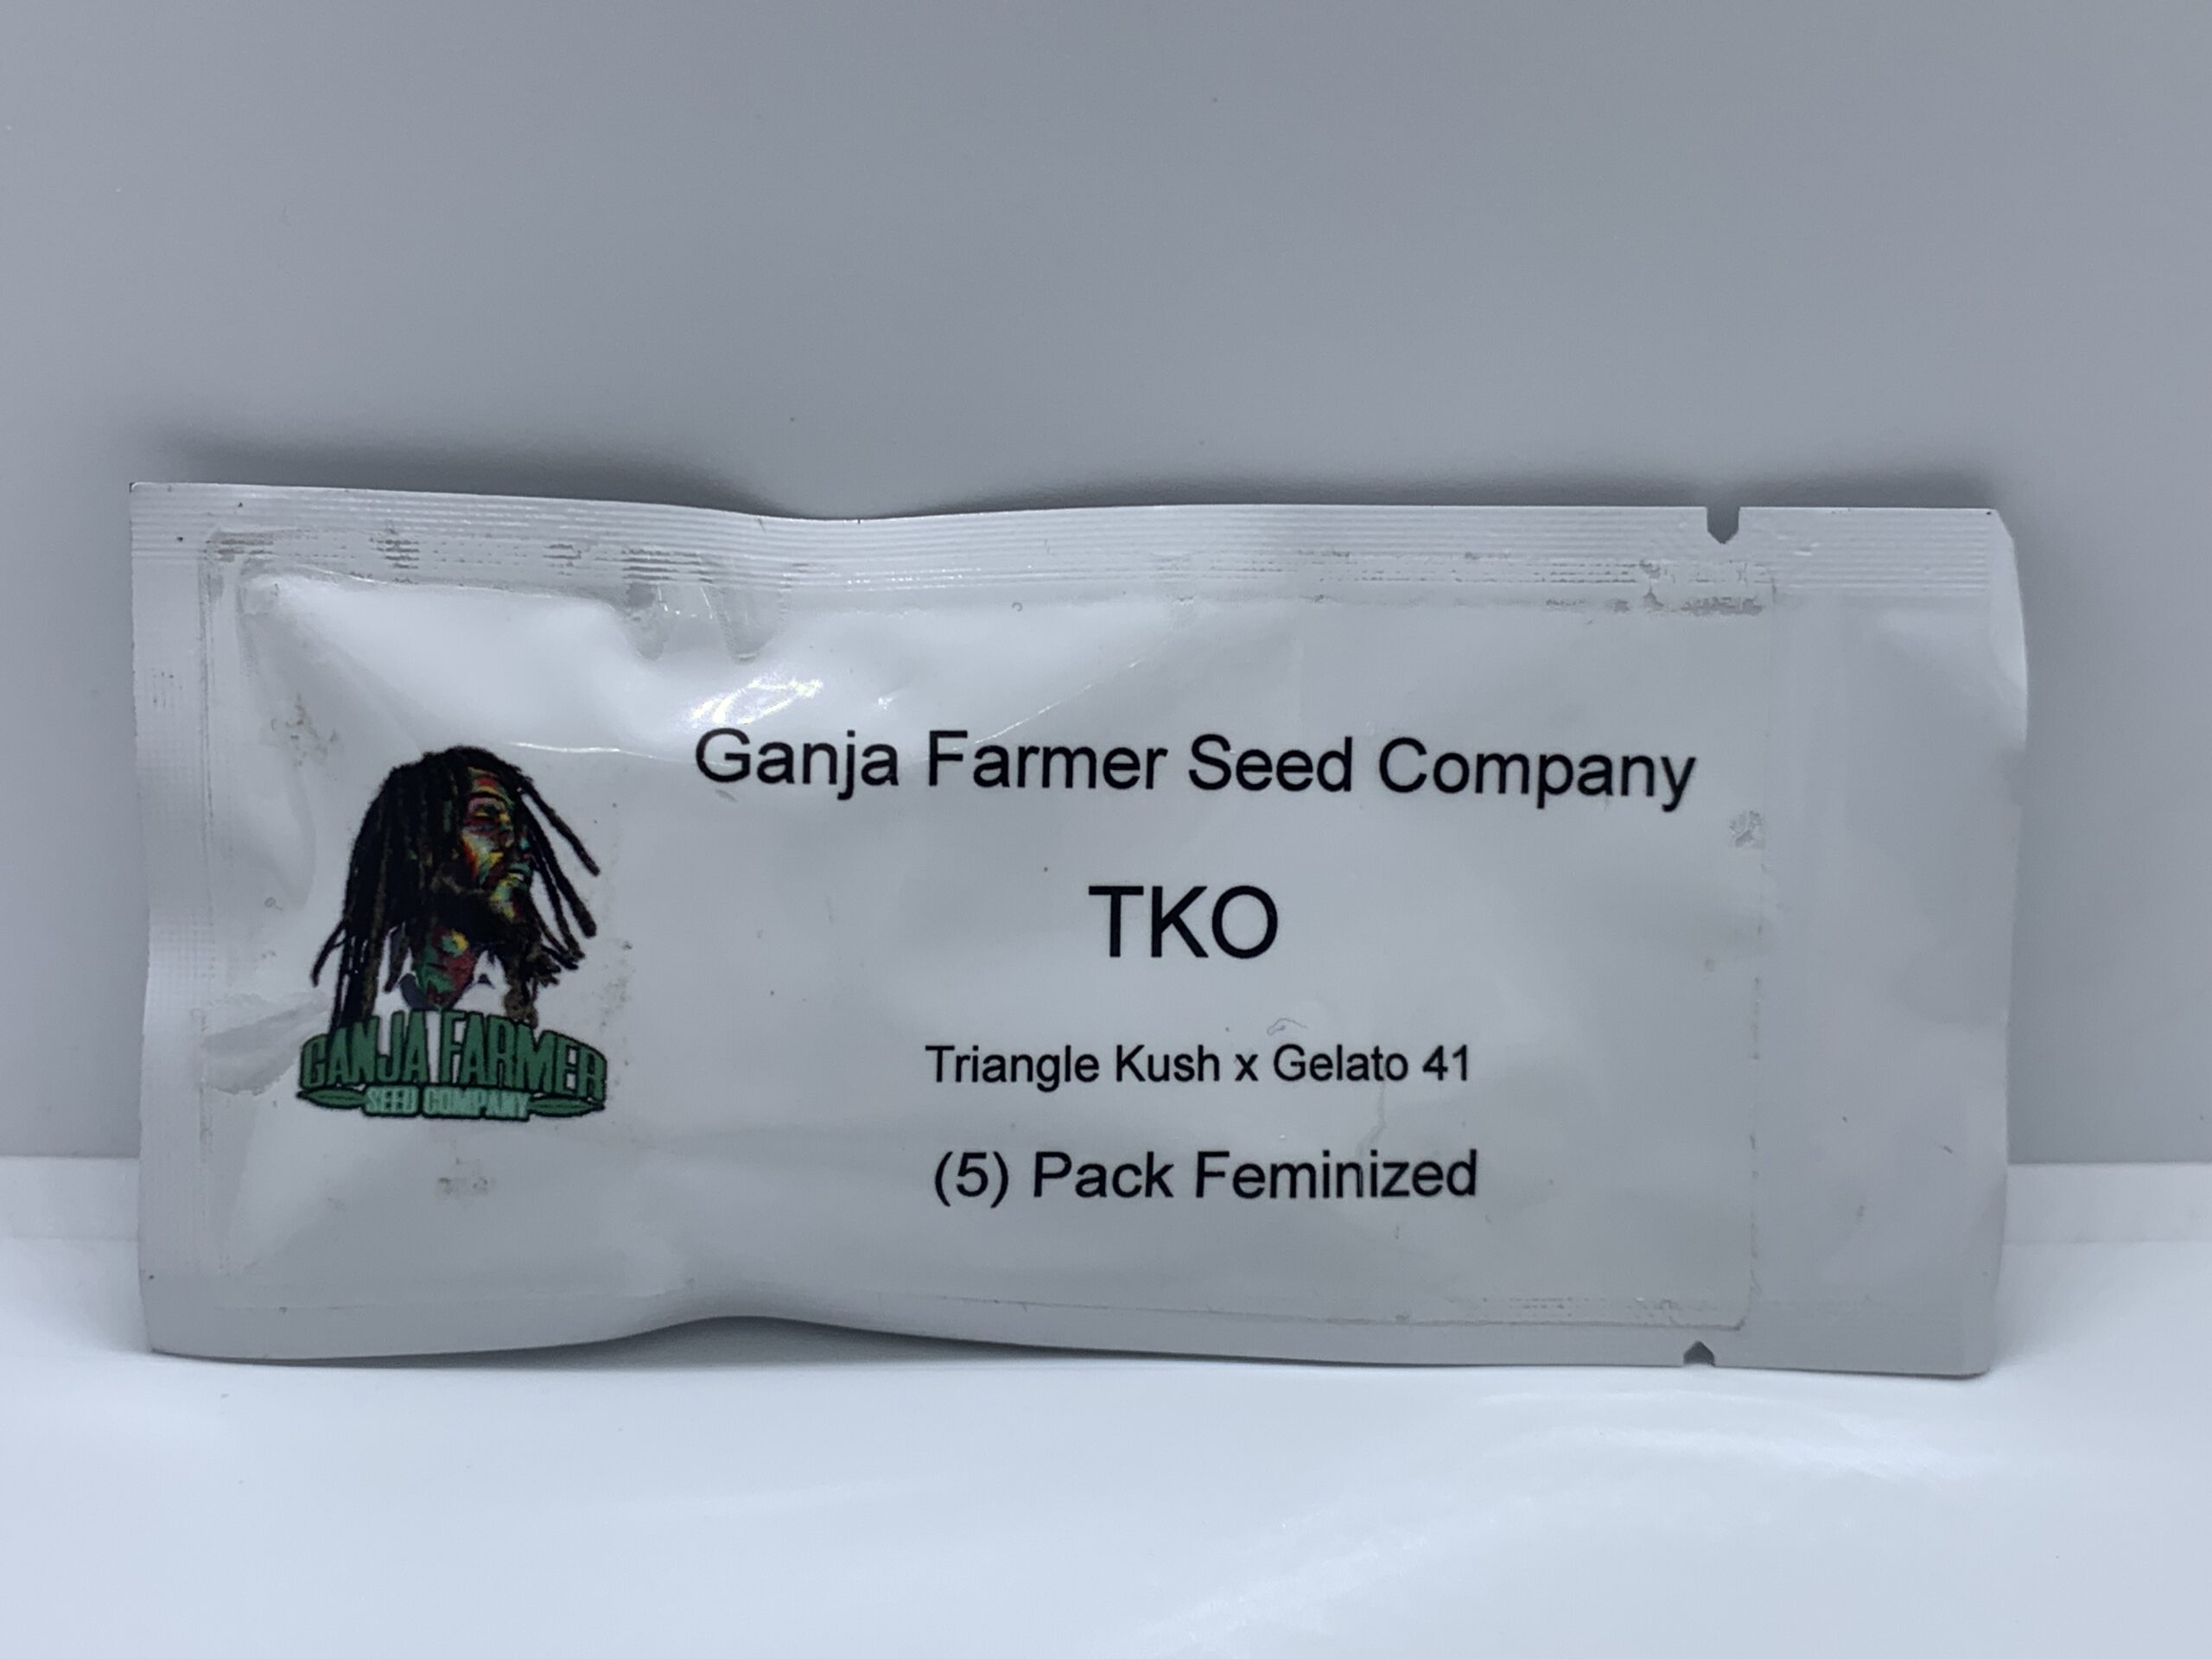 Ganja Farmer Seed Company
TKO
Triangle Kush x Gelato 41
(5) Pack Feminized
GANJA FARMER
SEED COMPANY